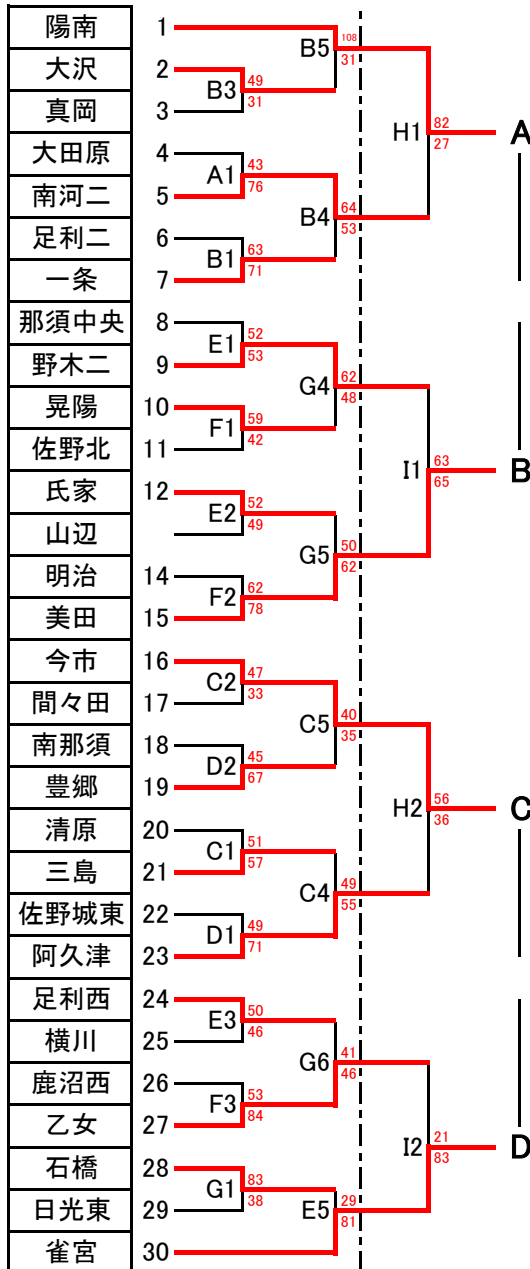 陽南 1
大沢 2
真岡 3
大田原 4
南河二 5
足利二 6
一条 7
那須中央 8
野木二 9
晃陽 10
佐野北 11
氏家 12
山辺
明治 14
美田 15
今市 16
間々田 17
南那須 18
豊郷 19
清原 20
三島 21
佐野城東 22
阿久津 23
足利西 24
横川 25
鹿沼西 26
乙女 27
石橋 28
日光東 29
雀宮 30
B3 49 31
A1 43 76
B1 63 71
E1 52 53
F1 59 42
E2 52 49
F2 62 78
C2 47 33
D2 45 67
C1 51 57
D1 49 71
E3 50 46
F3 53 84
G1 83 38
B5 108 31
B4 64 53
G4 62 48
G5 50 62
C5 40 35
C4 49 55
G6 41 46
E5 29 81
H1 82 27
I1 63 65
H2 56 36
I2 21 83
A
B
C
D